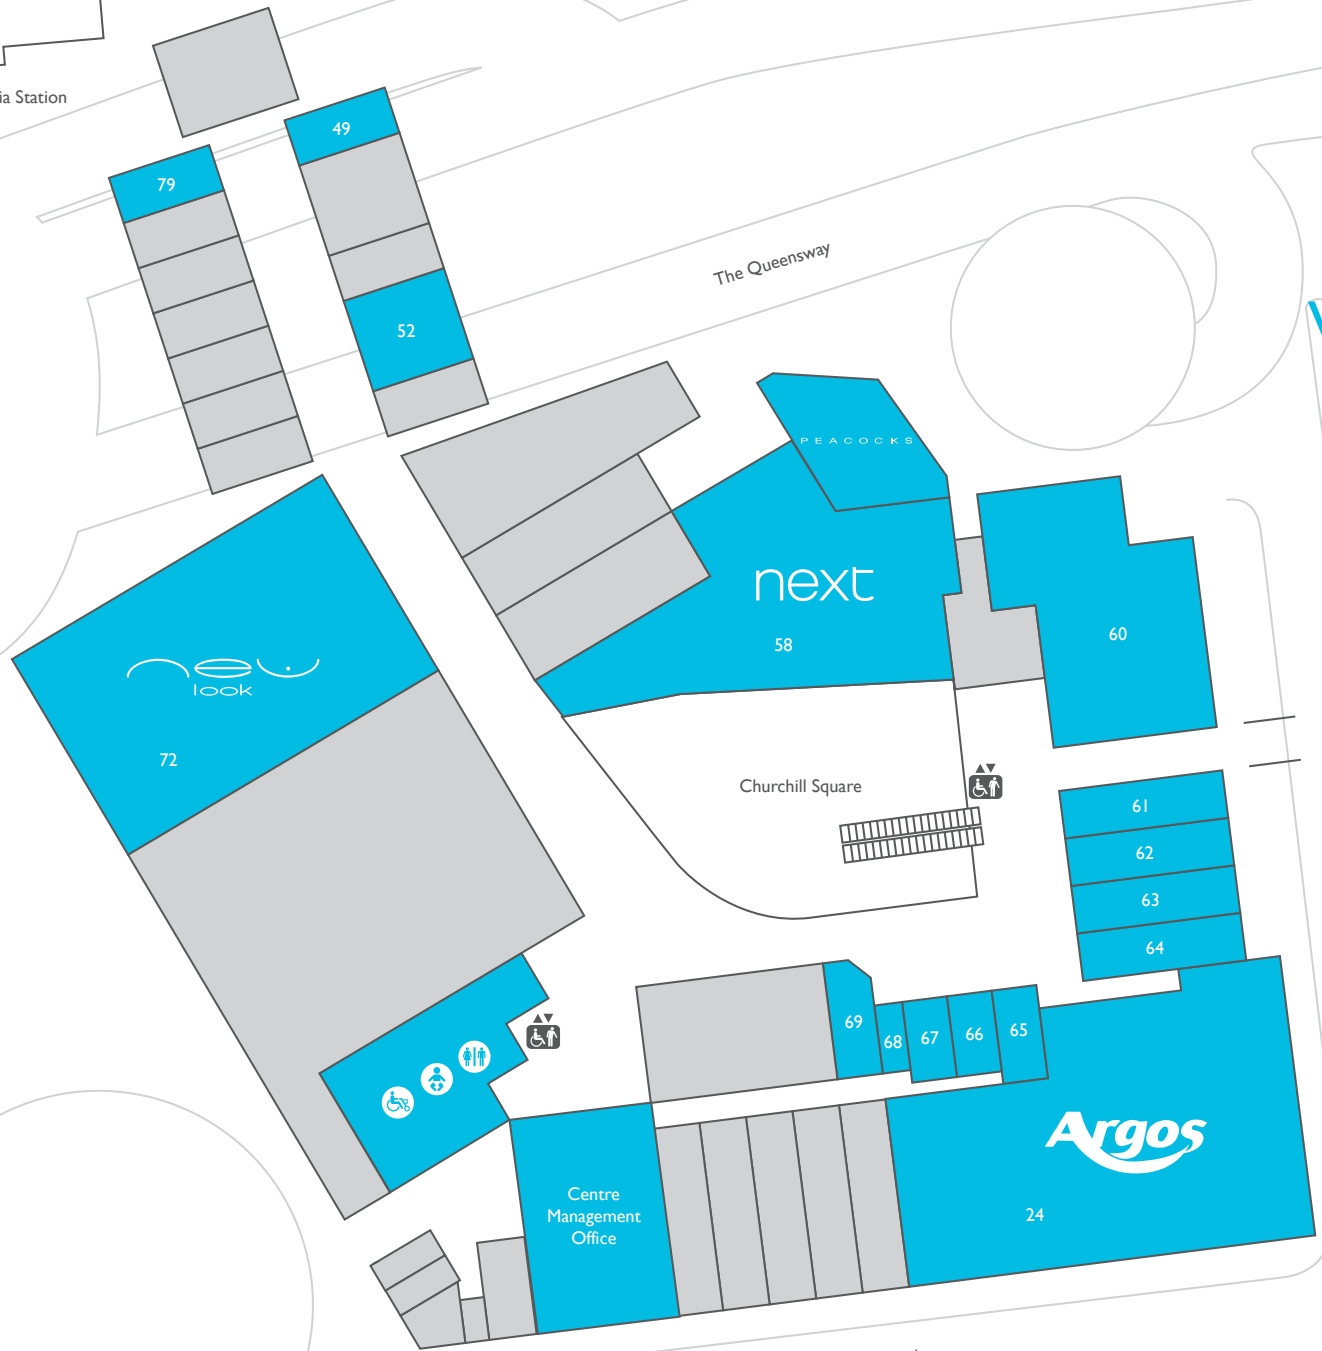 ia Station
49
79
The Queensway
52
PEACOCKS
next
58
60
look
72
Churchill Square
61
62
63
64
69
68
67
66
65
Argos
24
Centre
Management
Office